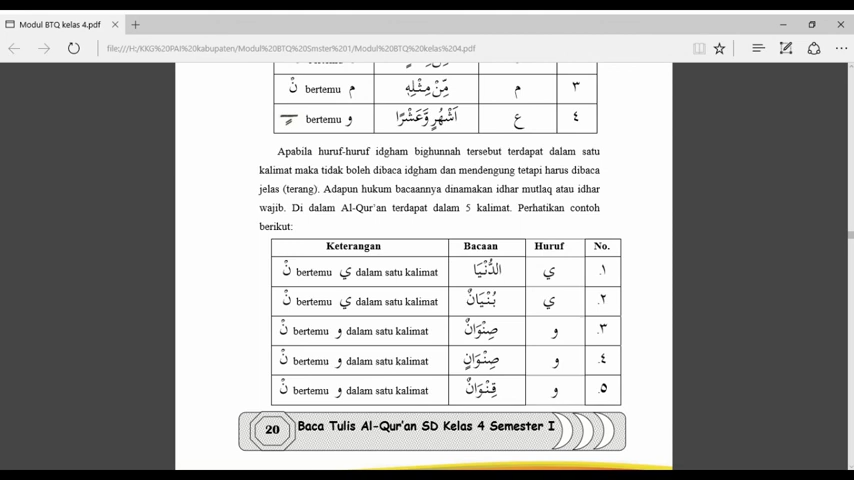 Modul BTQ kelas 4.pdf
file:///H:/KKG%20PAI%20kabupaten/Modul%20BTQ%20Smster%201/Modul%20BTQ%20kelas%204.pdf
نْ bertemu م مِّنْ مِثْلِهٖ م ٣
ـٍـ bertemu و اَشْهُرٍ وَّعَشْرًا ع ٤
Apabila huruf-huruf idgham bighunnah tersebut terdapat dalam satu
kalimat maka tidak boleh dibaca idgham dan mendengung tetapi harus dibaca
jelas (terang). Adapun hukum bacaannya dinamakan idhar mutlaq atau idhar
wajib. Di dalam Al-Qur'an terdapat dalam 5 kalimat. Perhatikan contoh
berikut:
Keterangan Bacaan Huruf No.
نْ bertemu ي dalam satu kalimat الدُّنْيَا ي ١.
نْ bertemu ي dalam satu kalimat بُنْيَانٌ ي ٢.
نْ bertemu و dalam satu kalimat صِنْوَانٌ و ٣.
نْ bertemu و dalam satu kalimat صِنْوَانٍ و ٤.
نْ bertemu و dalam satu kalimat قِنْوَانٌ و ٥.
20 Baca Tulis Al-Qur'an SD Kelas 4 Semester I